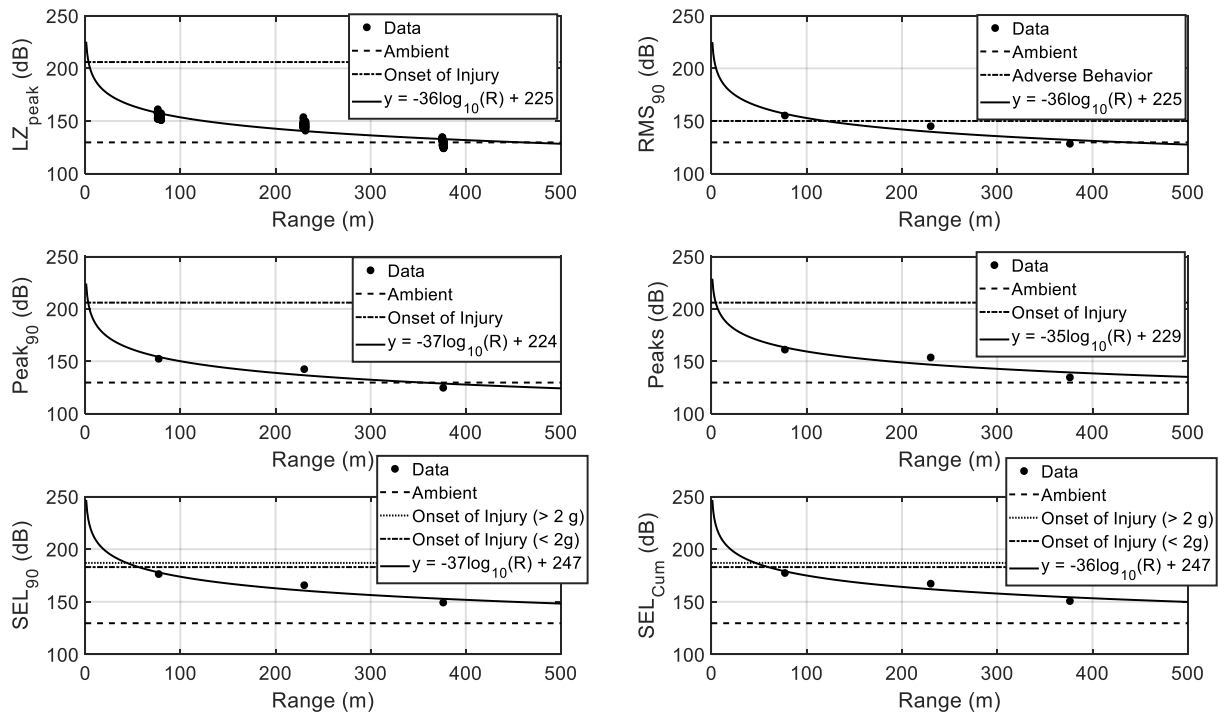 250
200
150
100
LZpeak (dB)
0 100 200 300 400 500
Range (m)
Data
Ambient
Onset of Injury
y = -36log10(R) + 225
250
200
150
100
RMS90 (dB)
0 100 200 300 400 500
Range (m)
Data
Ambient
Adverse Behavior
y = -36log10(R) + 225
250
200
150
100
Peak90 (dB)
0 100 200 300 400 500
Range (m)
Data
Ambient
Onset of Injury
y = -37log10(R) + 224
250
200
150
100
Peaks (dB)
0 100 200 300 400 500
Range (m)
Data
Ambient
Onset of Injury
y = -35log10(R) + 229
250
200
150
100
SEL90 (dB)
0 100 200 300 400 500
Range (m)
Data
Ambient
Onset of Injury (> 2 g)
Onset of Injury (< 2g)
y = -37log10(R) + 247
250
200
150
100
SELCum (dB)
0 100 200 300 400 500
Range (m)
Data
Ambient
Onset of Injury (> 2 g)
Onset of Injury (< 2g)
y = -36log10(R) + 247